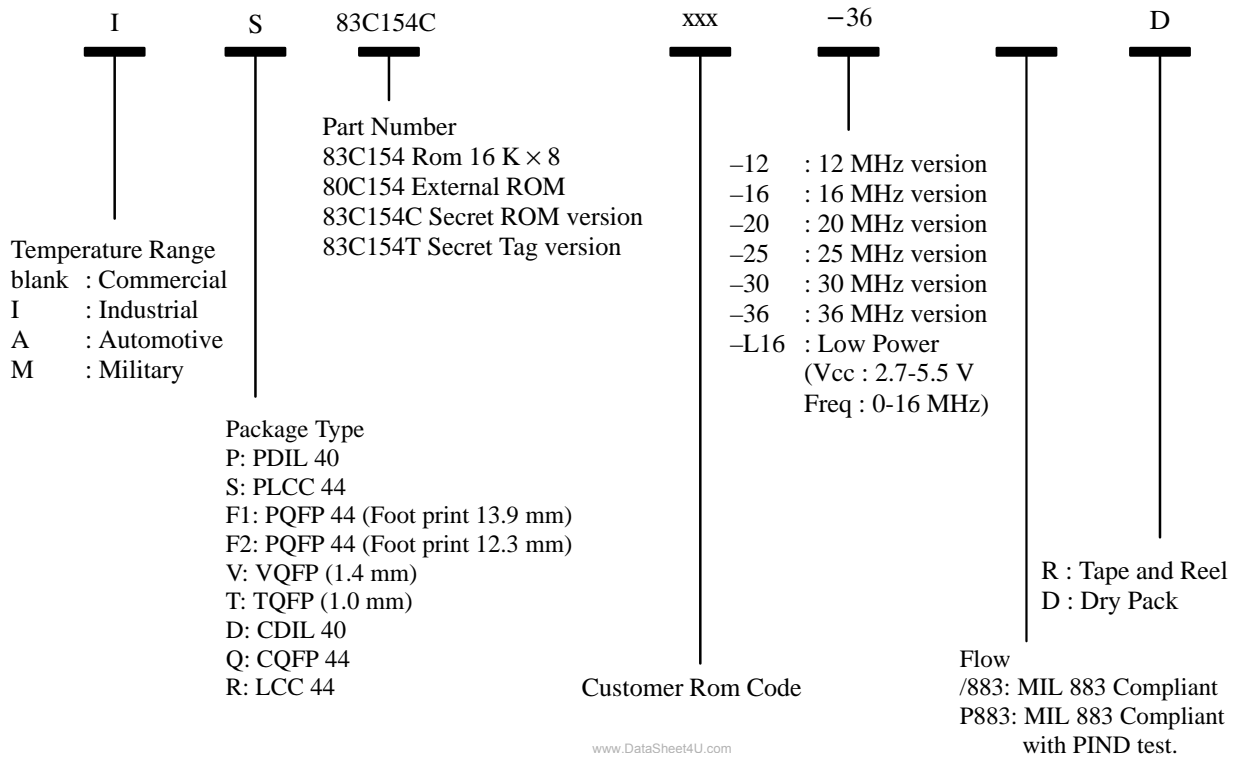 I S 83C154C xxx −36 D
Part Number
83C154 Rom 16 K × 8
80C154 External ROM
83C154C Secret ROM version
83C154T Secret Tag version
–12 : 12 MHz version
–16 : 16 MHz version
–20 : 20 MHz version
–25 : 25 MHz version
–30 : 30 MHz version
–36 : 36 MHz version
–L16 : Low Power
(Vcc : 2.7-5.5 V
Freq : 0-16 MHz)
Temperature Range
blank : Commercial
I : Industrial
A : Automotive
M : Military
Package Type
P: PDIL 40
S: PLCC 44
F1: PQFP 44 (Foot print 13.9 mm)
F2: PQFP 44 (Foot print 12.3 mm)
V: VQFP (1.4 mm)
T: TQFP (1.0 mm)
D: CDIL 40
Q: CQFP 44
R: LCC 44
R : Tape and Reel
D : Dry Pack
Customer Rom Code
Flow
/883: MIL 883 Compliant
P883: MIL 883 Compliant
with PIND test.
www.DataSheet4U.com